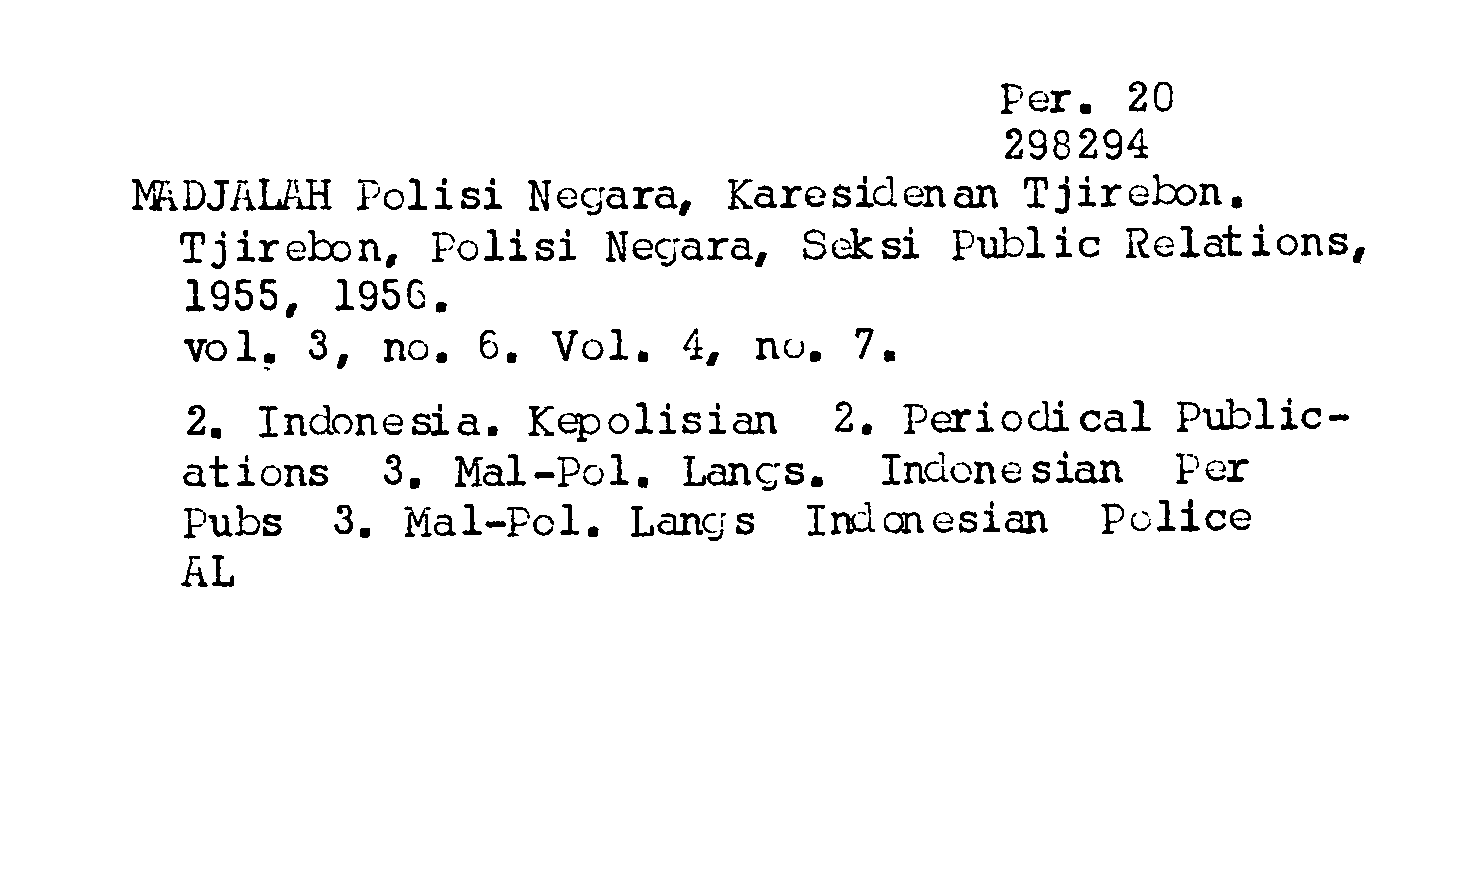 Per. 20
298294
MADJALAH Polisi Negara, Karesidenan Tjirebon.
Tjirebon, Polisi Negara, Seksi Public Relations,
1955, 1956.
vol. 3, no. 6. Vol. 4, no. 7.
2. Indonesia. Kepolisian 2. Periodical Public-
ations 3. Mal-Pol. Langs. Indonesian Per
Pubs 3. Mal-Pol. Langs Indonesian Police
AL